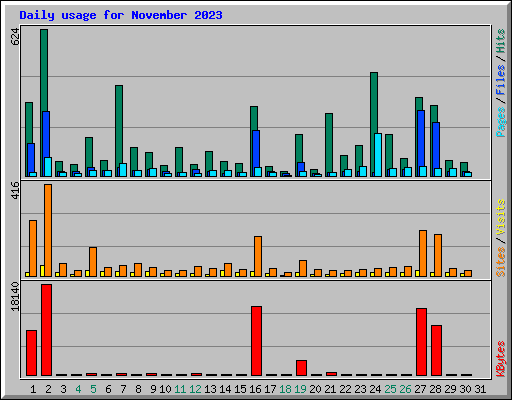 Daily usage for November 2023
624
416
18140
Pages/Files/Hits
Sites/Visits
KBytes
1 2 3 4 5 6 7 8 9 10 11 12 13 14 15 16 17 18 19 20 21 22 23 24 25 26 27 28 29 30 31